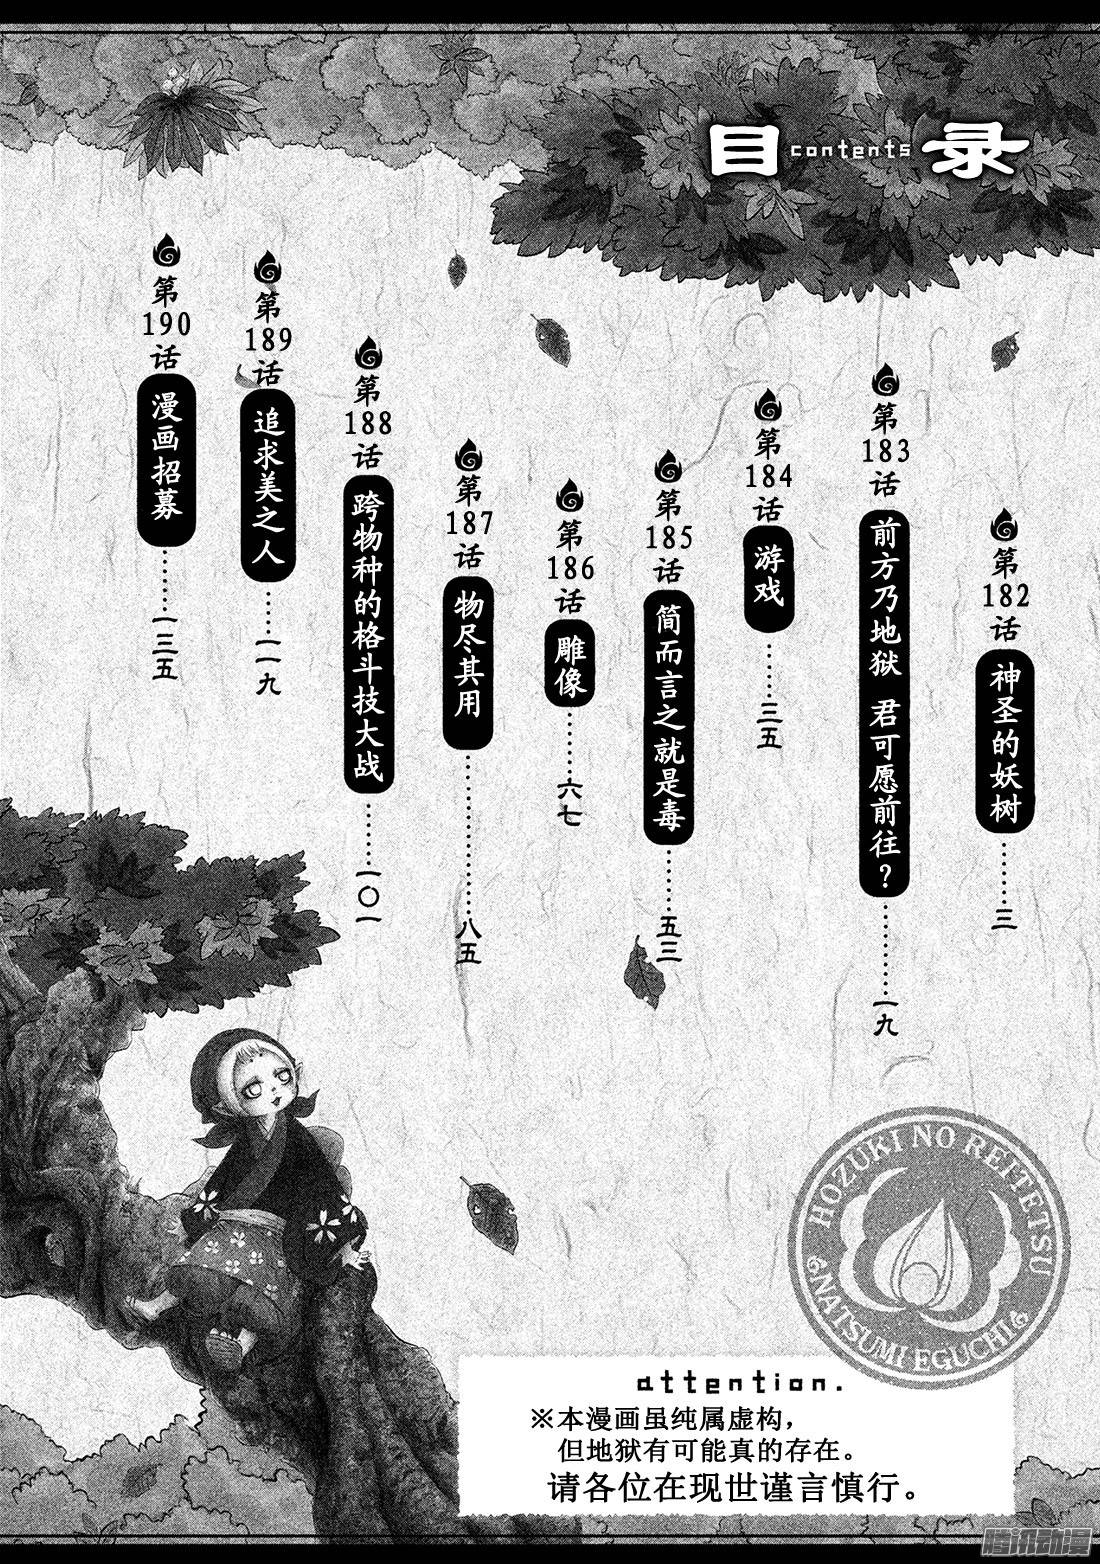 目 contents 录
第182话 神圣的妖树……三
第183话 前方乃地狱 君可愿前往？……一九
第184话 游戏……三五
第185话 简而言之就是毒……五三
第186话 雕像……六七
第187话 物尽其用……八五
第188话 跨物种的格斗技大战……一〇一
第189话 追求美之人……一一九
第190话 漫画招募……一三五
HOZUKI NO REITETSU
NATSUMI EGUCHI
attention.
※本漫画虽纯属虚构，
但地狱有可能真的存在。
请各位在现世谨言慎行。
腾讯动漫